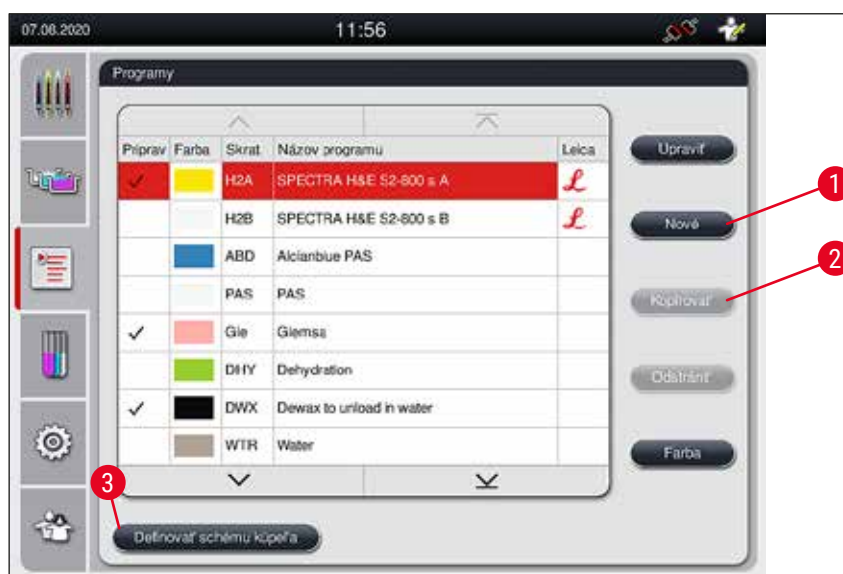 07.06.2020 11:56
Programy
Priprav Farba Skrat Názov programu Leica
H2A SPECTRA H&E S2-600 s A
H2B SPECTRA H&E S2-600 s B
ABD Alcianblue PAS
PAS PAS
Gie Giemsa
DHY Dehydration
DWX Dewax to unload in water
WTR Water
Upraviť
Nové
Kopírovať
Odstrániť
Farba
Definovať schému kúpeľa
1
2
3